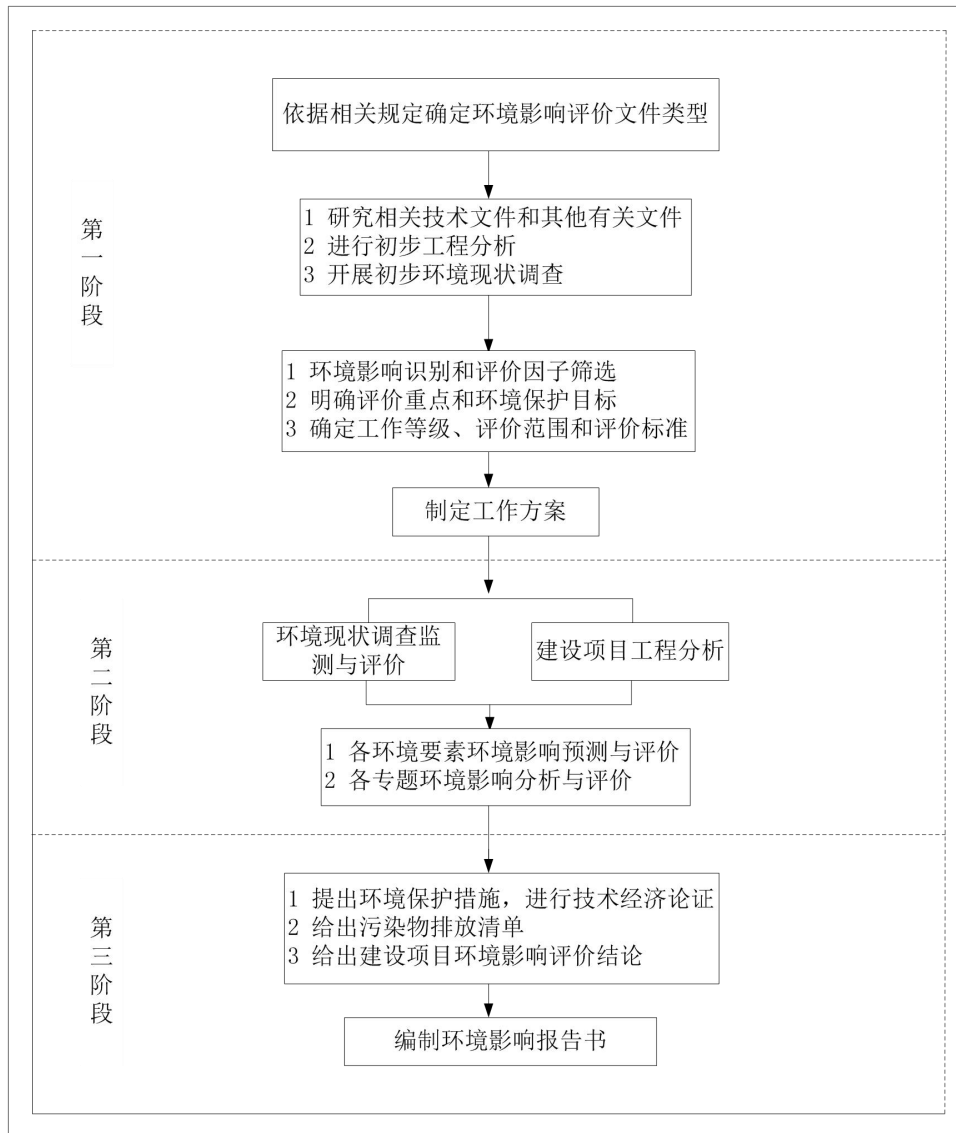 依据相关规定确定环境影响评价文件类型
第一阶段
1 研究相关技术文件和其他有关文件
2 进行初步工程分析
3 开展初步环境现状调查
1 环境影响识别和评价因子筛选
2 明确评价重点和环境保护目标
3 确定工作等级、评价范围和评价标准
制定工作方案
第二阶段
环境现状调查监
测与评价
建设项目工程分析
1 各环境要素环境影响预测与评价
2 各专题环境影响分析与评价
第三阶段
1 提出环境保护措施，进行技术经济论证
2 给出污染物排放清单
3 给出建设项目环境影响评价结论
编制环境影响报告书